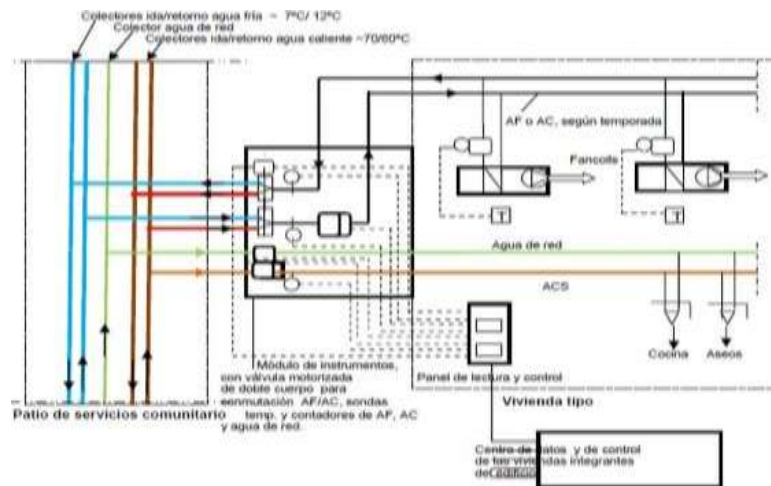 Colectores ida/retorno agua fría ~ 7ºC/ 12ºC
Colector agua de red
Colectores ida/retorno agua caliente ~70/60ºC
AF o AC, según temporada
Fancoils
T
T
Agua de red
ACS
Cocina
Aseos
Módulo de instrumentos,
con válvula motorizada
de doble cuerpo para
conmutación AF/AC, sondas
temp. y contadores de AF, AC
y agua de red.
Panel de lectura y control
Patio de servicios comunitario
Vivienda tipo
Centro de datos y de control
de las viviendas integrantes
del edificio